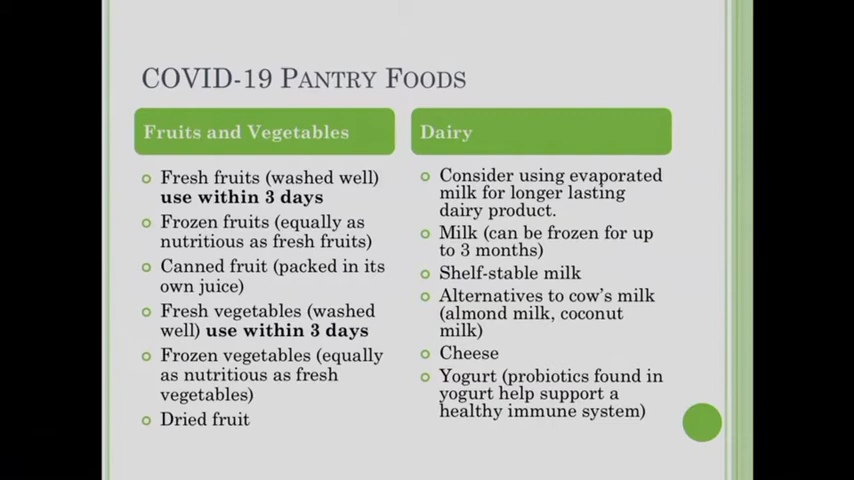 COVID-19 PANTRY FOODS
Fruits and Vegetables
Fresh fruits (washed well)
use within 3 days
Frozen fruits (equally as
nutritious as fresh fruits)
Canned fruit (packed in its
own juice)
Fresh vegetables (washed
well) use within 3 days
Frozen vegetables (equally
as nutritious as fresh
vegetables)
Dried fruit
Dairy
Consider using evaporated
milk for longer lasting
dairy product.
Milk (can be frozen for up
to 3 months)
Shelf-stable milk
Alternatives to cow's milk
(almond milk, coconut
milk)
Cheese
Yogurt (probiotics found in
yogurt help support a
healthy immune system)